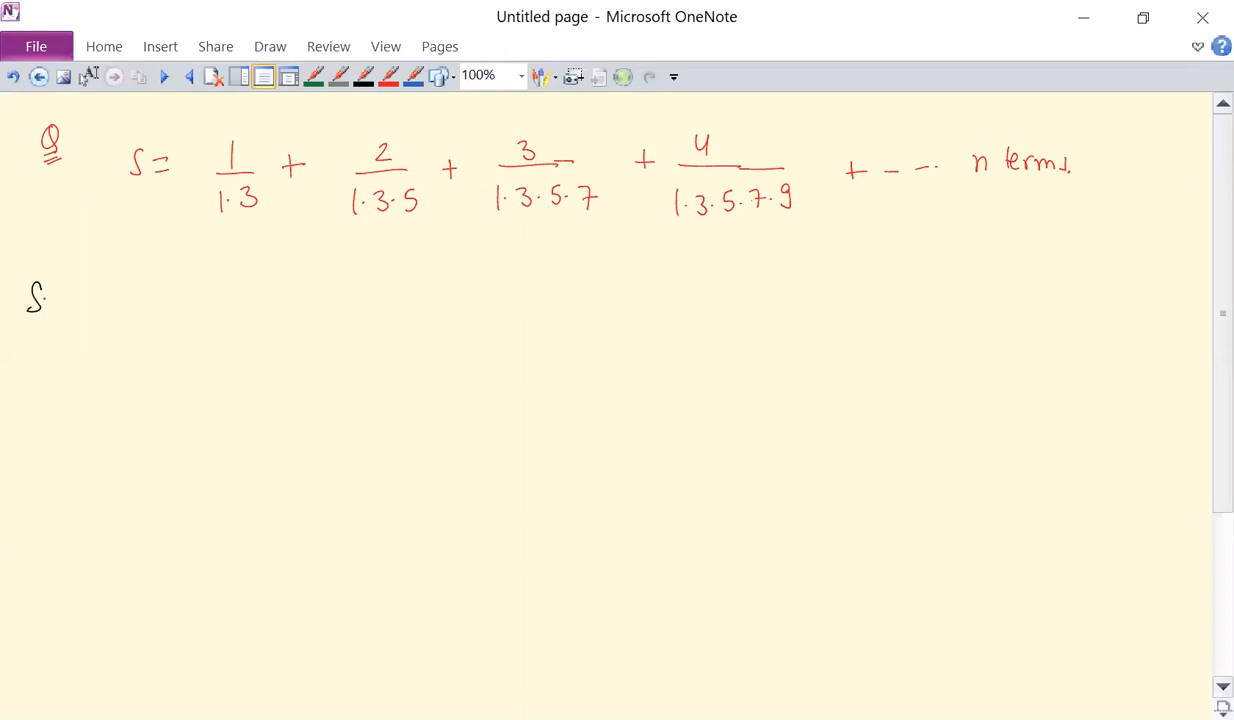 Untitled page - Microsoft OneNote
File Home Insert Share Draw Review View Pages
100%
Q S = 1/1·3 + 2/1·3·5 + 3/1·3·5·7 + 4/1·3·5·7·9 + - -·· n terms.
S